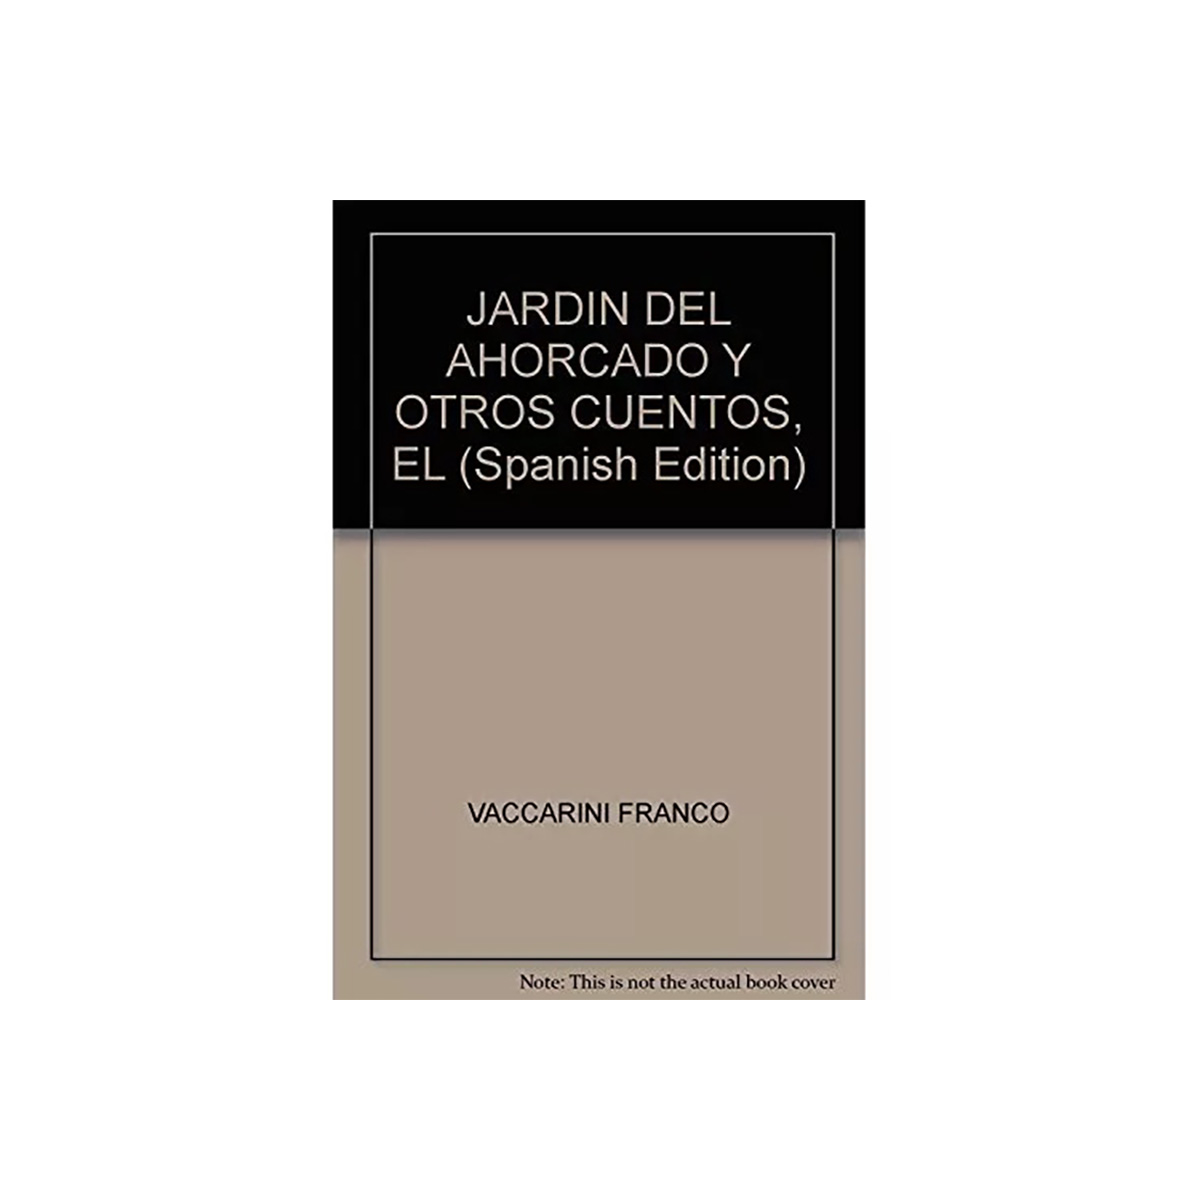 JARDIN DEL
AHORCADO Y
OTROS CUENTOS,
EL (Spanish Edition)
VACCARINI FRANCO
Note: This is not the actual book cover